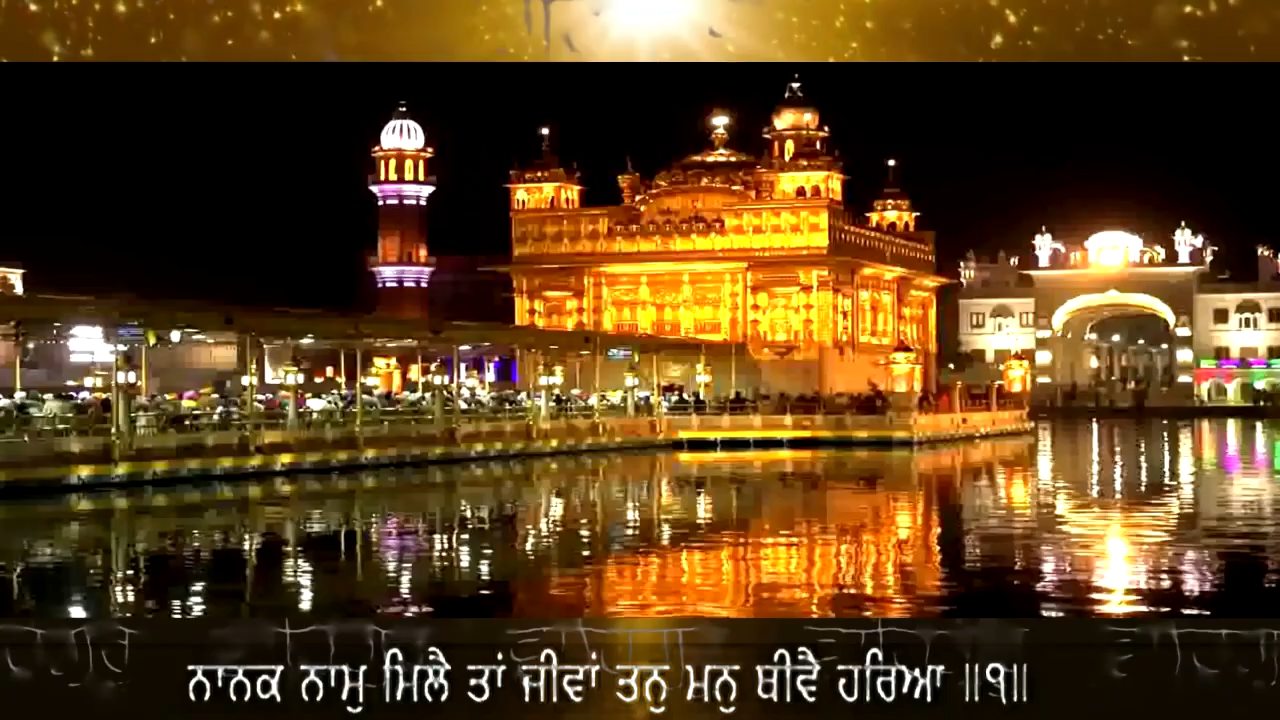 ਨਾਨਕ ਨਾਮੁ ਮਿਲੈ ਤਾਂ ਜੀਵਾਂ ਤਨੁ ਮਨੁ ਥੀਵੈ ਹਰਿਆ ॥੧॥